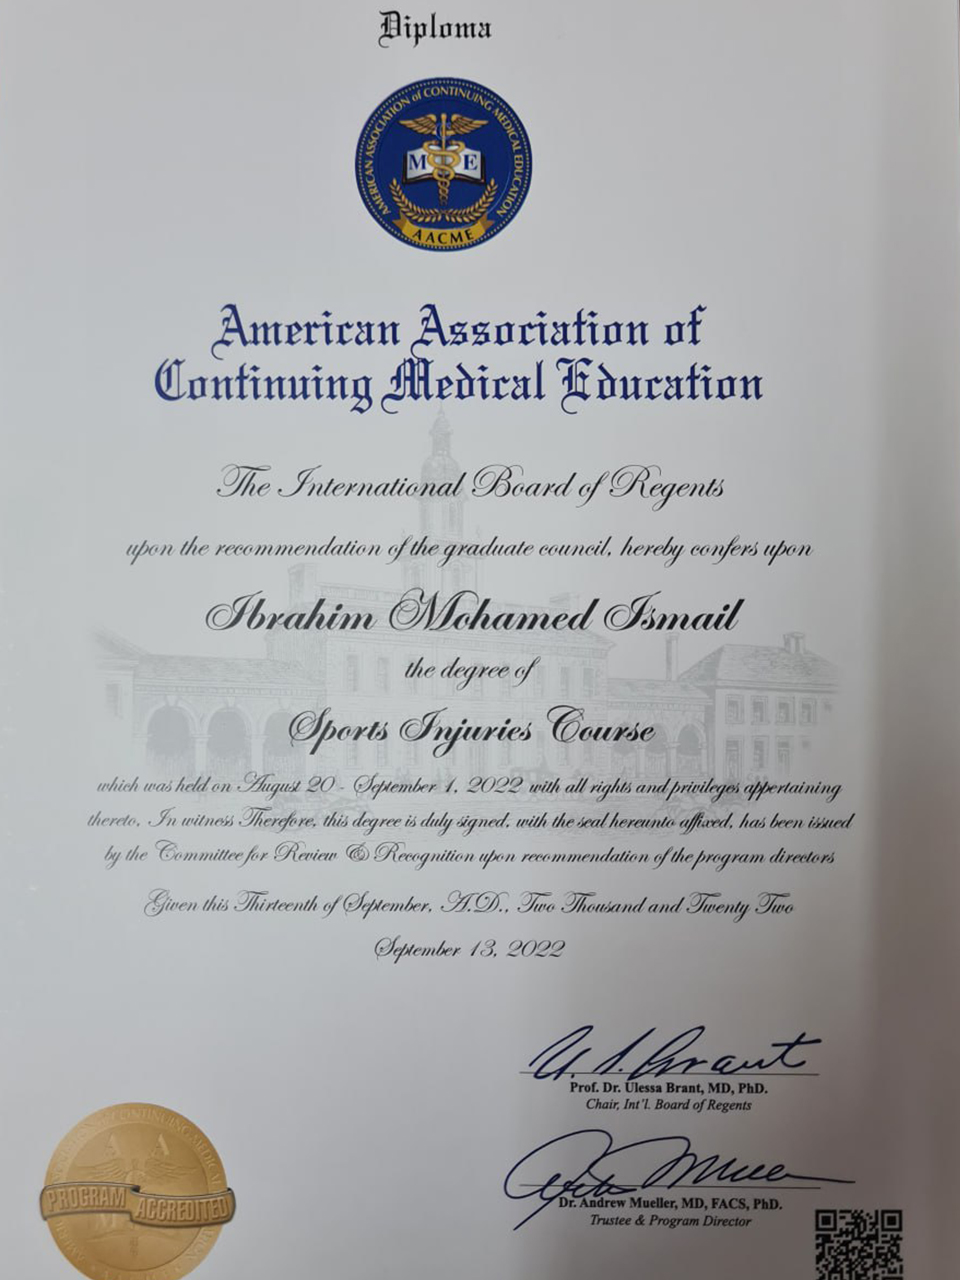 Diploma
AMERICAN ASSOCIATION of CONTINUING MEDICAL EDUCATION
M E
AACME
American Association of
Continuing Medical Education
The International Board of Regents
upon the recommendation of the graduate council, hereby confers upon
Ibrahim Mohamed Ismail
the degree of
Sports Injuries Course
which was held on August 20 - September 1, 2022 with all rights and privileges appertaining
thereto, In witness Therefore, this degree is duly signed, with the seal hereunto affixed, has been issued
by the Committee for Review & Recognition upon recommendation of the program directors
Given this Thirteenth of September, A.D., Two Thousand and Twenty Two
September 13, 2022
U. S. Brant
Prof. Dr. Ulessa Brant, MD, PhD.
Chair, Int'l. Board of Regents
Dr. Andrew Mueller, MD, FACS, PhD.
Trustee & Program Director
PROGRAM ACCREDITED